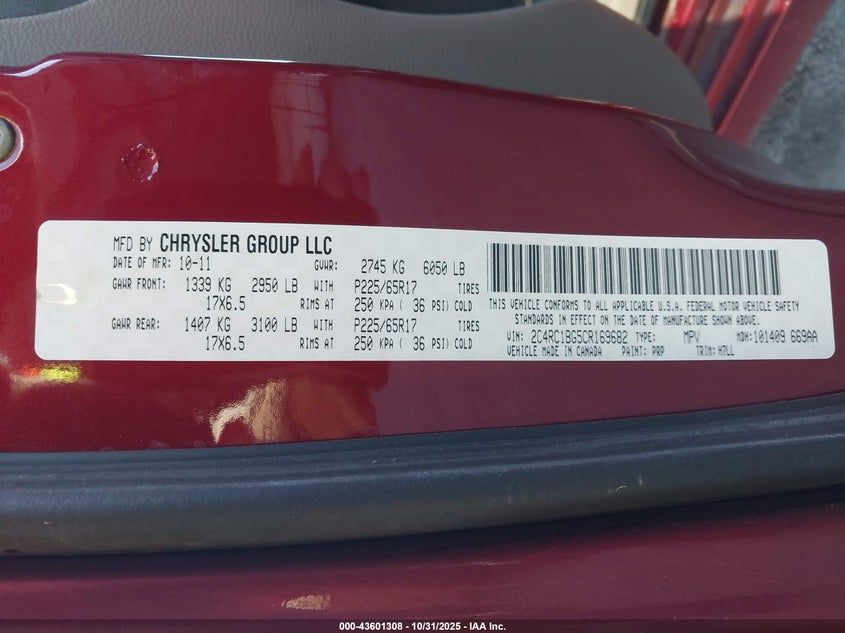 MFD BY CHRYSLER GROUP LLC
DATE OF MFR: 10-11 GVWR: 2745 KG 6050 LB
GAWR FRONT: 1339 KG 2950 LB WITH P225/65R17 TIRES
17X6.5 RIMS AT 250 KPA ( 36 PSI) COLD
GAWR REAR: 1407 KG 3100 LB WITH P225/65R17 TIRES
17X6.5 RIMS AT 250 KPA ( 36 PSI) COLD
THIS VEHICLE CONFORMS TO ALL APPLICABLE U.S.A. FEDERAL MOTOR VEHICLE SAFETY
STANDARDS IN EFFECT ON THE DATE OF MANUFACTURE SHOWN ABOVE.
VIN: 2C4RC1BG5CR169682 TYPE: MPV MDH:101409 669AA
VEHICLE MADE IN CANADA PAINT: PRP TRIM: H7LL
000-43601308 - 10/31/2025 - IAA Inc.